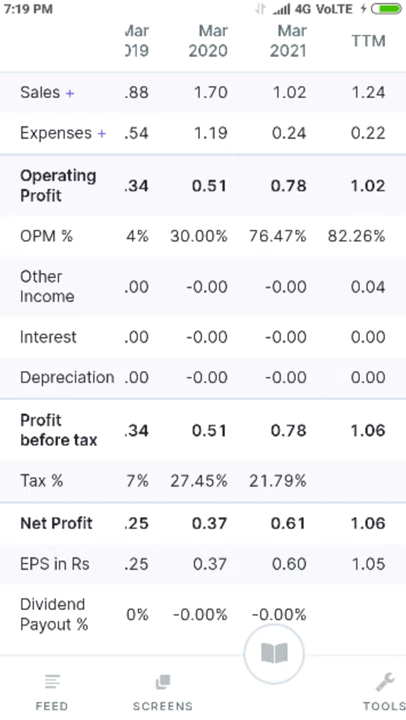 7:19 PM 4G VoLTE
Mar 2019 Mar 2020 Mar 2021 TTM
Sales + .88 1.70 1.02 1.24
Expenses + .54 1.19 0.24 0.22
Operating Profit .34 0.51 0.78 1.02
OPM % 4% 30.00% 76.47% 82.26%
Other Income .00 -0.00 -0.00 0.04
Interest .00 -0.00 -0.00 0.00
Depreciation .00 -0.00 -0.00 0.00
Profit before tax .34 0.51 0.78 1.06
Tax % 7% 27.45% 21.79%
Net Profit .25 0.37 0.61 1.06
EPS in Rs .25 0.37 0.60 1.05
Dividend Payout % 0% -0.00% -0.00%
FEED SCREENS TOOLS